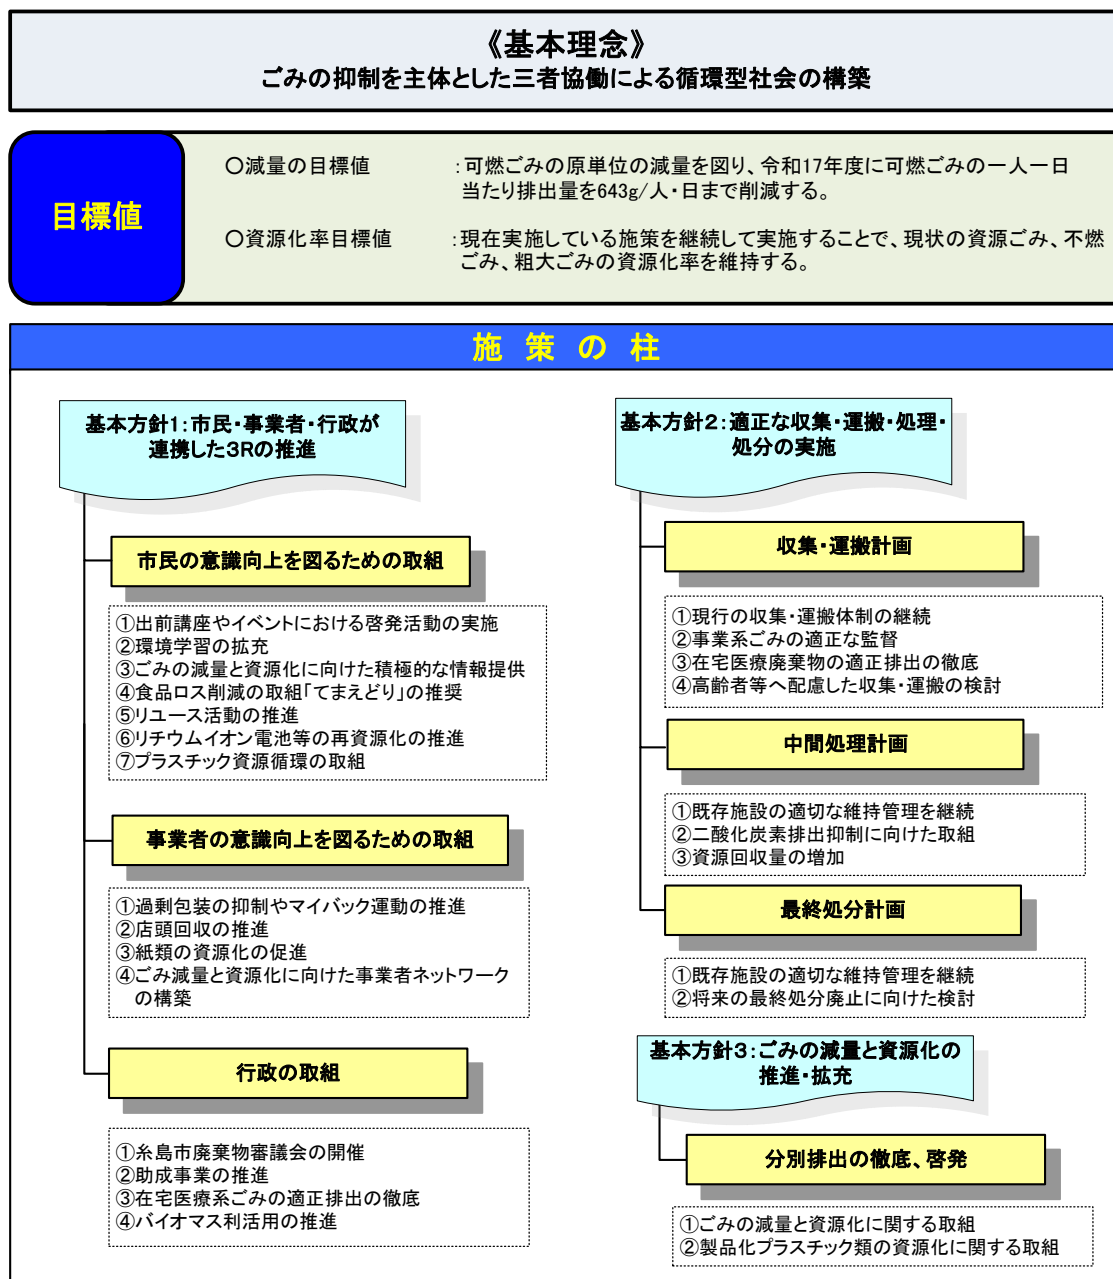 《基本理念》
ごみの抑制を主体とした三者協働による循環型社会の構築
目標値
〇減量の目標値 ：可燃ごみの原単位の減量を図り、令和17年度に可燃ごみの一人一日
当たり排出量を643g/人・日まで削減する。
〇資源化率目標値 ：現在実施している施策を継続して実施することで、現状の資源ごみ、不燃
ごみ、粗大ごみの資源化率を維持する。
施策の柱
基本方針1：市民・事業者・行政が
連携した3Rの推進
市民の意識向上を図るための取組
①出前講座やイベントにおける啓発活動の実施
②環境学習の拡充
③ごみの減量と資源化に向けた積極的な情報提供
④食品ロス削減の取組「てまえどり」の推奨
⑤リユース活動の推進
⑥リチウムイオン電池等の再資源化の推進
⑦プラスチック資源循環の取組
事業者の意識向上を図るための取組
①過剰包装の抑制やマイバック運動の推進
②店頭回収の推進
③紙類の資源化の促進
④ごみ減量と資源化に向けた事業者ネットワーク
の構築
行政の取組
①糸島市廃棄物審議会の開催
②助成事業の推進
③在宅医療系ごみの適正排出の徹底
④バイオマス利活用の推進
基本方針2：適正な収集・運搬・処理・
処分の実施
収集・運搬計画
①現行の収集・運搬体制の継続
②事業系ごみの適正な監督
③在宅医療廃棄物の適正排出の徹底
④高齢者等へ配慮した収集・運搬の検討
中間処理計画
①既存施設の適切な維持管理を継続
②二酸化炭素排出抑制に向けた取組
③資源回収量の増加
最終処分計画
①既存施設の適切な維持管理を継続
②将来の最終処分廃止に向けた検討
基本方針3：ごみの減量と資源化の
推進・拡充
分別排出の徹底、啓発
①ごみの減量と資源化に関する取組
②製品化プラスチック類の資源化に関する取組